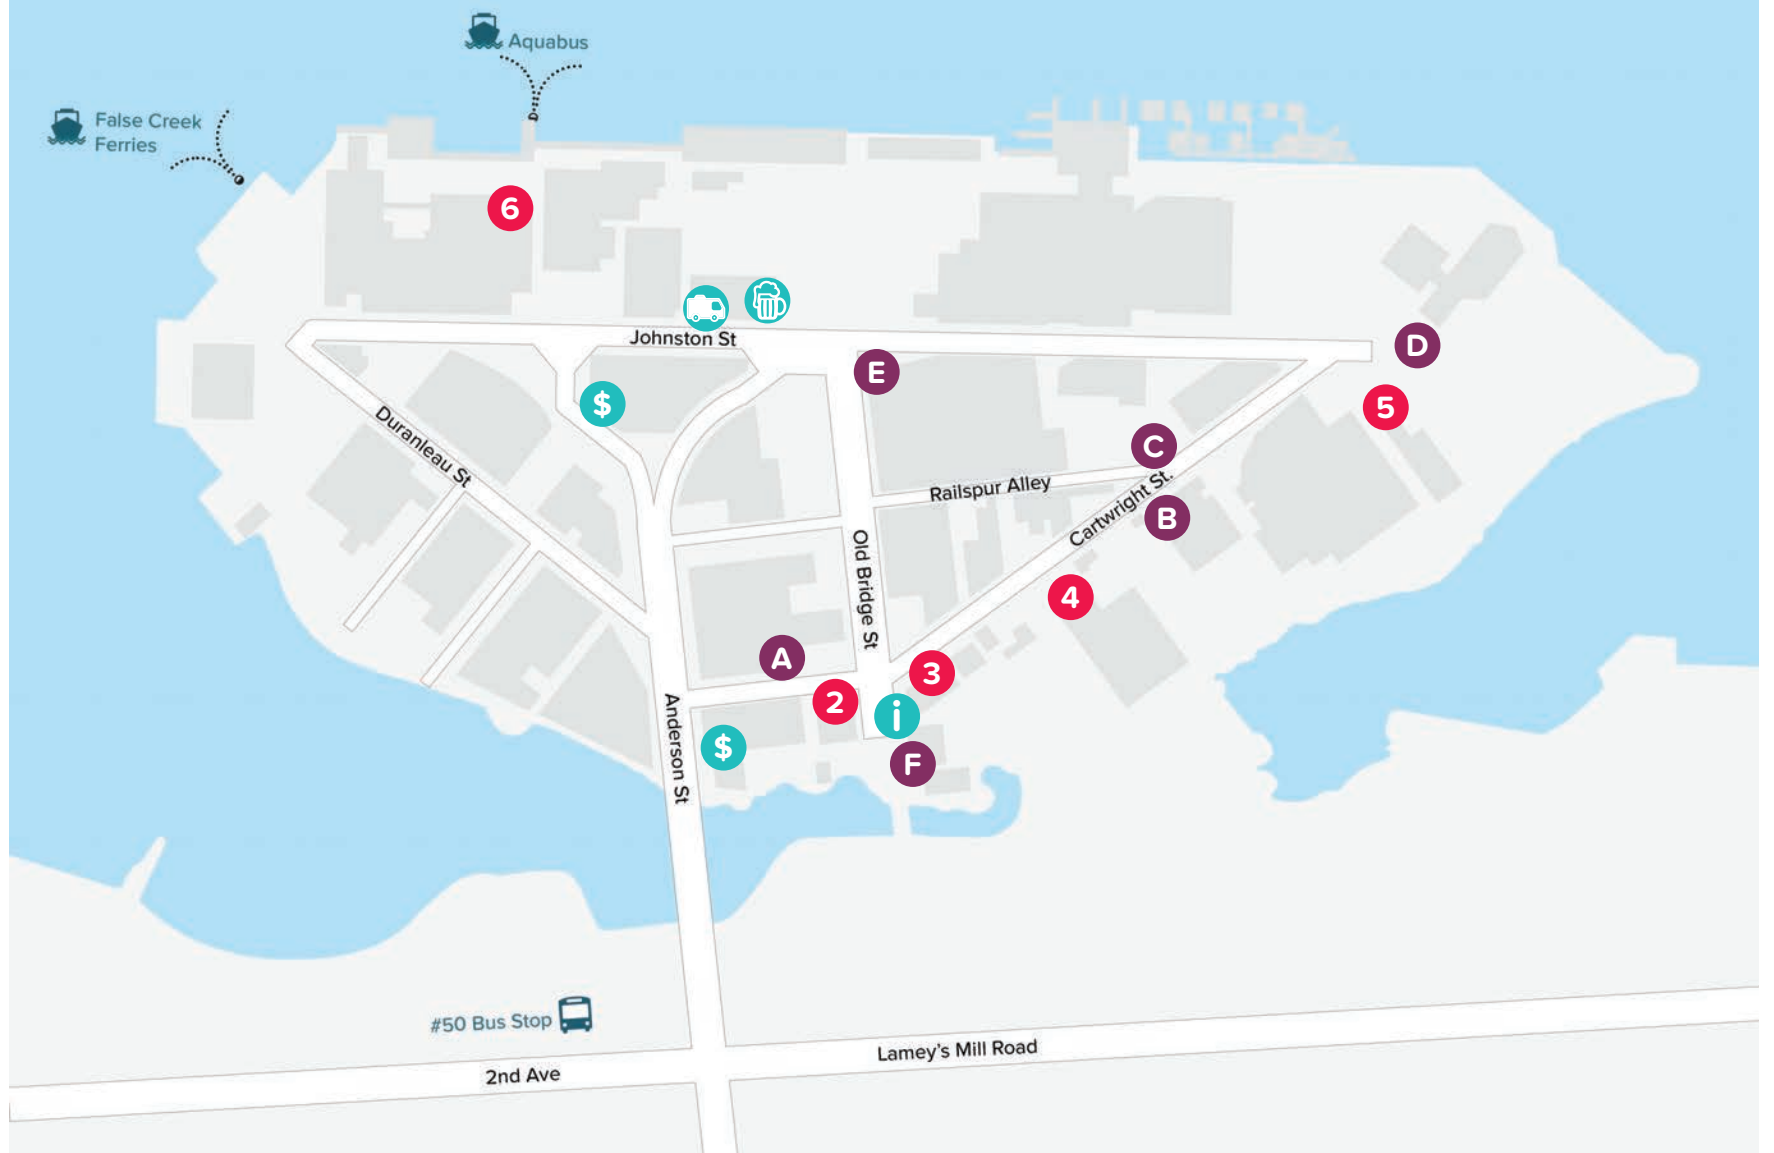 Aquabus
False Creek
Ferries
6
Johnston St
E
D
$
5
Duranleau St
C
Railspur Alley
Cartwright St.
B
Old Bridge St
4
A
3
2
i
Anderson St
$
F
#50 Bus Stop
Lamey's Mill Road
2nd Ave